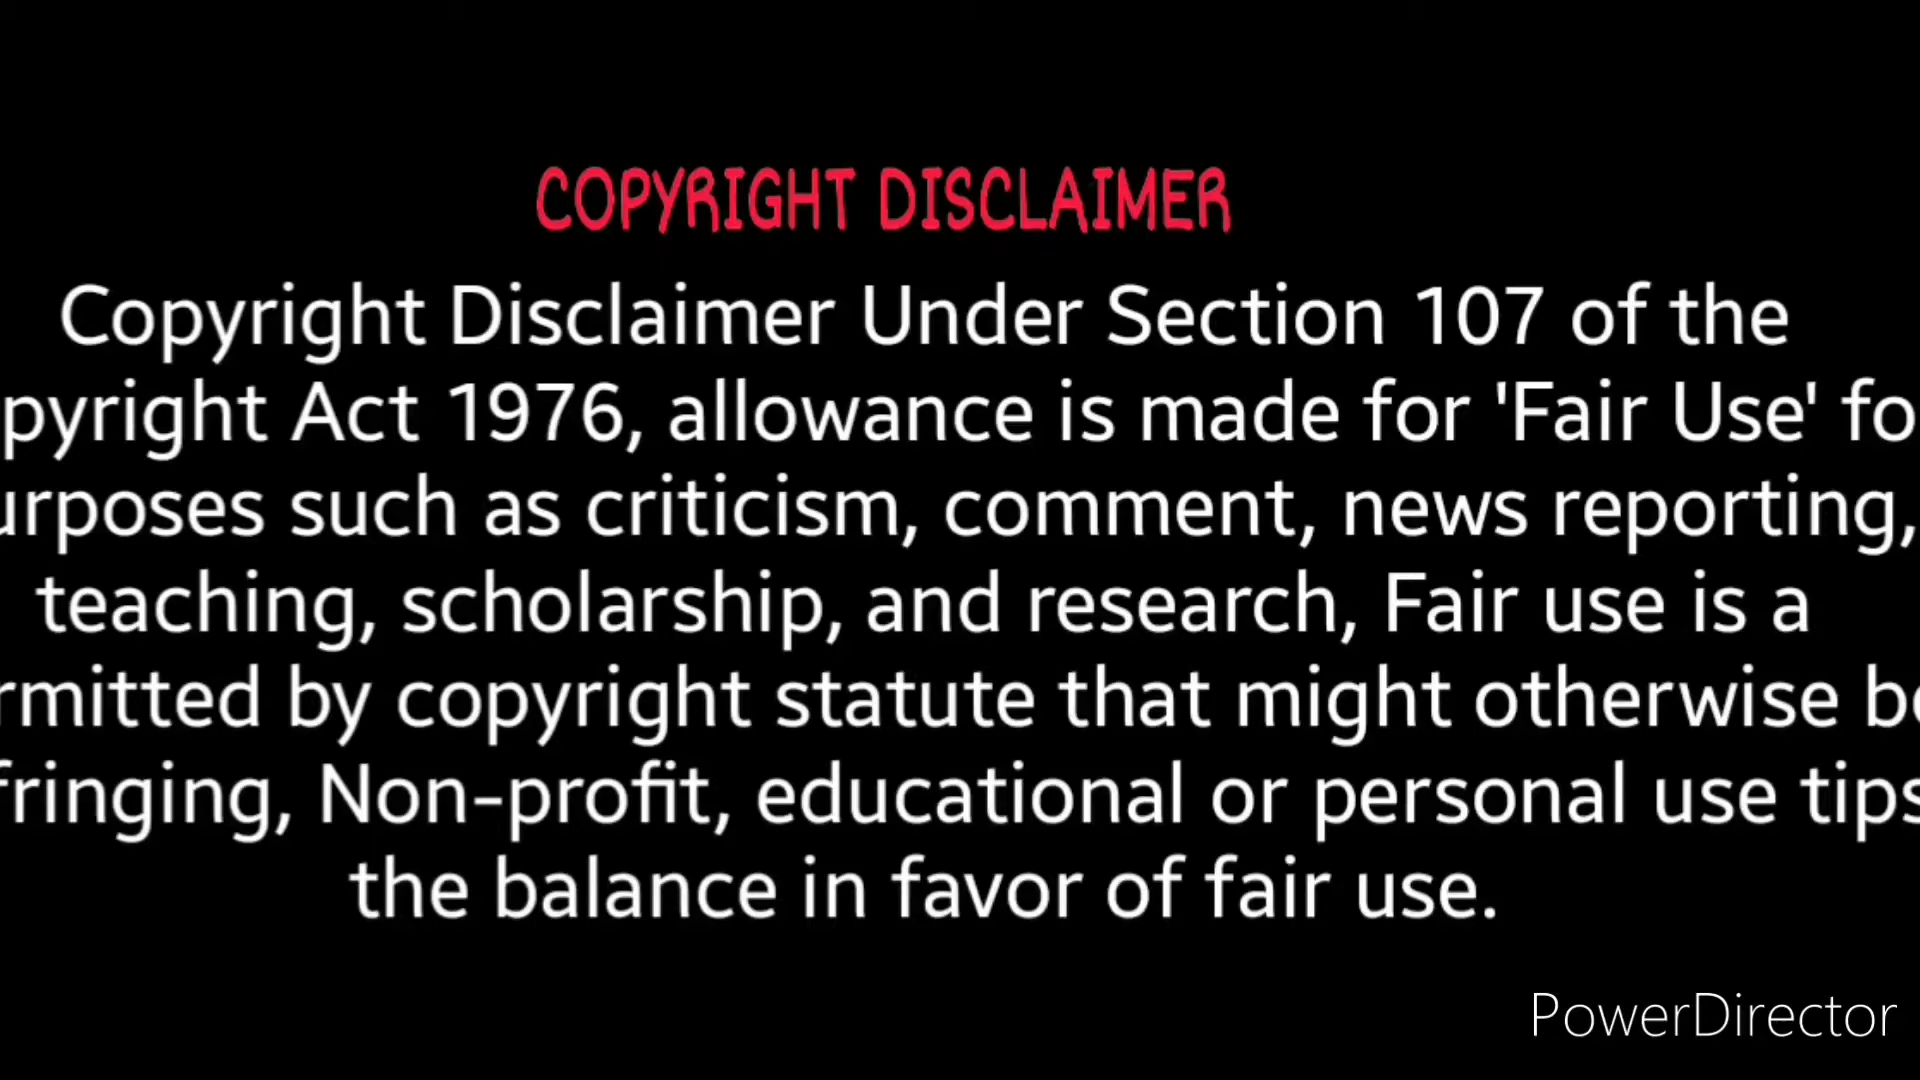 COPYRIGHT DISCLAIMER
Copyright Disclaimer Under Section 107 of the
pyright Act 1976, allowance is made for 'Fair Use' fo
urposes such as criticism, comment, news reporting,
teaching, scholarship, and research, Fair use is a
rmitted by copyright statute that might otherwise be
fringing, Non-profit, educational or personal use tips
the balance in favor of fair use.
PowerDirector